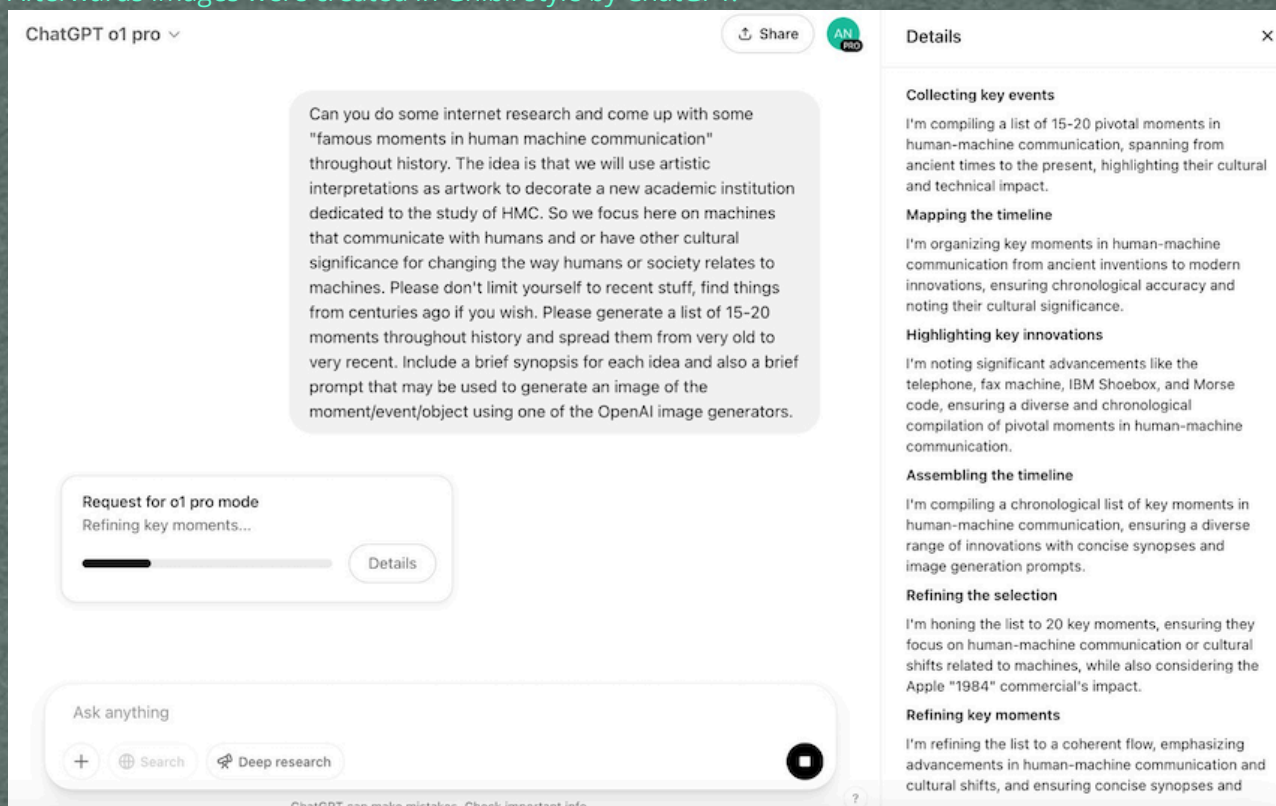 Afterwards images were created in Ghibli style by ChatGPT.
ChatGPT o1 pro
Share
AN
PRO
Can you do some internet research and come up with some
"famous moments in human machine communication"
throughout history. The idea is that we will use artistic
interpretations as artwork to decorate a new academic institution
dedicated to the study of HMC. So we focus here on machines
that communicate with humans and or have other cultural
significance for changing the way humans or society relates to
machines. Please don't limit yourself to recent stuff, find things
from centuries ago if you wish. Please generate a list of 15-20
moments throughout history and spread them from very old to
very recent. Include a brief synopsis for each idea and also a brief
prompt that may be used to generate an image of the
moment/event/object using one of the OpenAI image generators.
Request for o1 pro mode
Refining key moments...
Details
Ask anything
Search
Deep research
ChatGPT can make mistakes. Check important info.
?
Details
Collecting key events
I'm compiling a list of 15-20 pivotal moments in
human-machine communication, spanning from
ancient times to the present, highlighting their cultural
and technical impact.
Mapping the timeline
I'm organizing key moments in human-machine
communication from ancient inventions to modern
innovations, ensuring chronological accuracy and
noting their cultural significance.
Highlighting key innovations
I'm noting significant advancements like the
telephone, fax machine, IBM Shoebox, and Morse
code, ensuring a diverse and chronological
compilation of pivotal moments in human-machine
communication.
Assembling the timeline
I'm compiling a chronological list of key moments in
human-machine communication, ensuring a diverse
range of innovations with concise synopses and
image generation prompts.
Refining the selection
I'm honing the list to 20 key moments, ensuring they
focus on human-machine communication or cultural
shifts related to machines, while also considering the
Apple "1984" commercial's impact.
Refining key moments
I'm refining the list to a coherent flow, emphasizing
advancements in human-machine communication and
cultural shifts, and ensuring concise synopses and